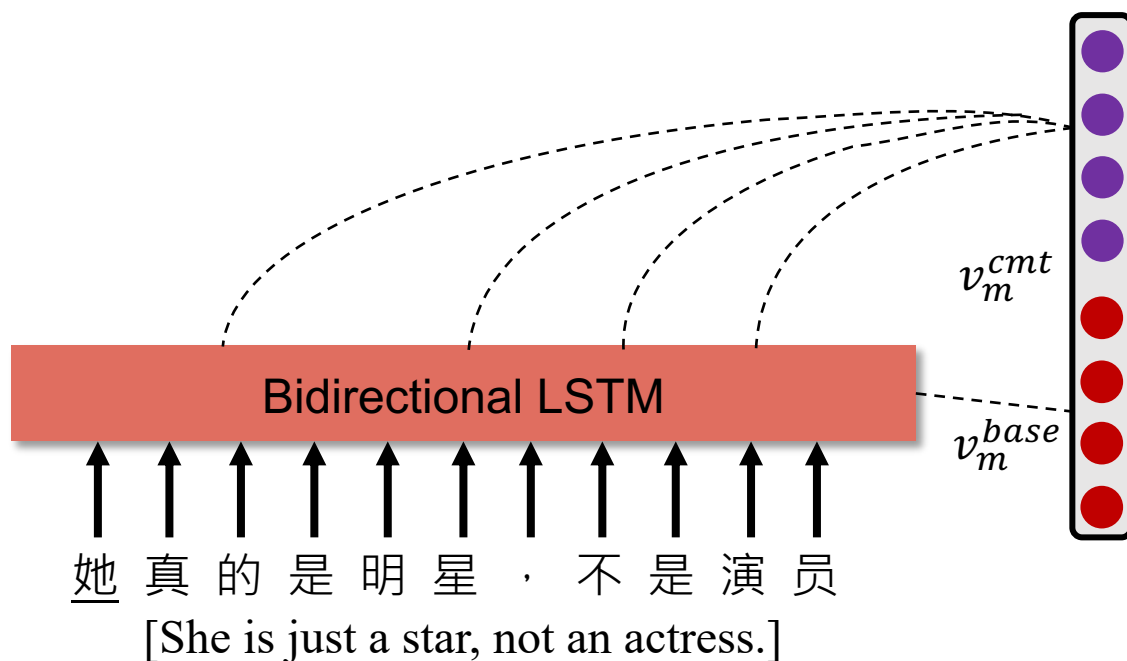 v_m^{cmt}
Bidirectional LSTM
v_m^{base}
她真的是明星，不是演员
[She is just a star, not an actress.]